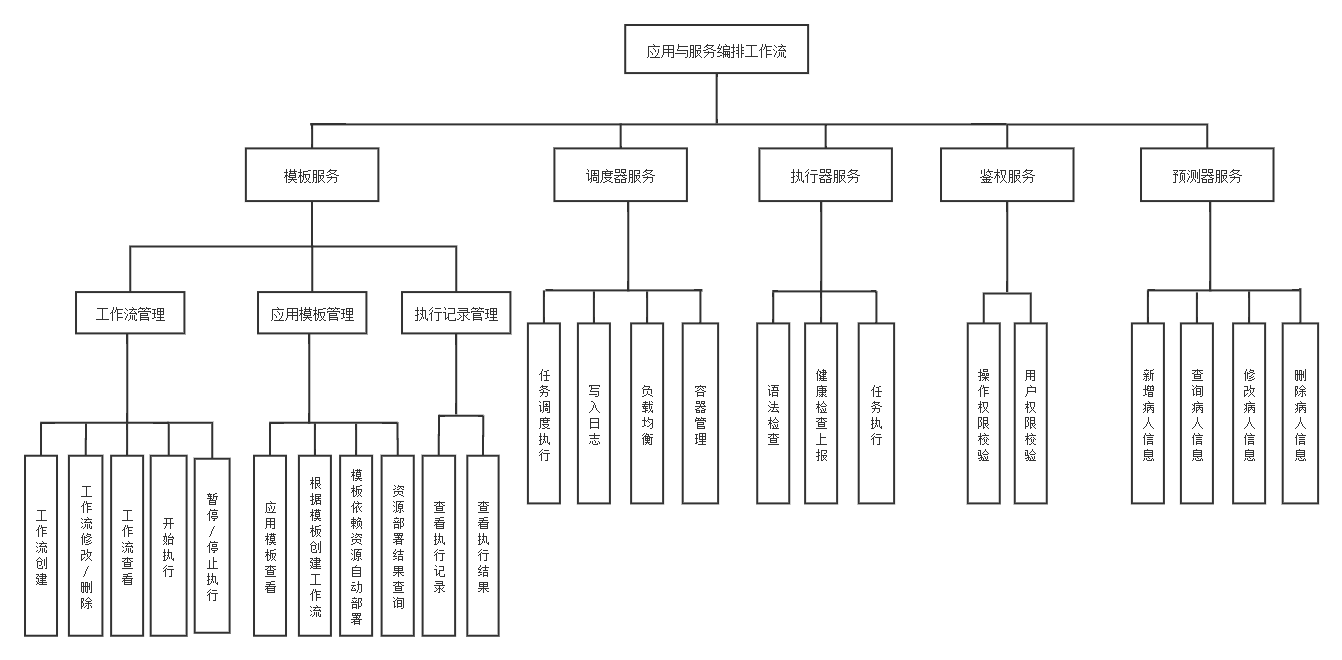 应用与服务编排工作流
模板服务
调度器服务
执行器服务
鉴权服务
预测器服务
工作流管理
应用模板管理
执行记录管理
任务调度执行
写入日志
负载均衡
容器管理
语法检查
健康检查上报
任务执行
操作权限校验
用户权限校验
新增病人信息
查询病人信息
修改病人信息
删除病人信息
工作流创建
工作流修改/删除
工作流查看
开始执行
暂停/停止执行
应用模板查看
根据模板创建工作流
模板依赖资源自动部署
资源部署结果查询
查看执行记录
查看执行结果